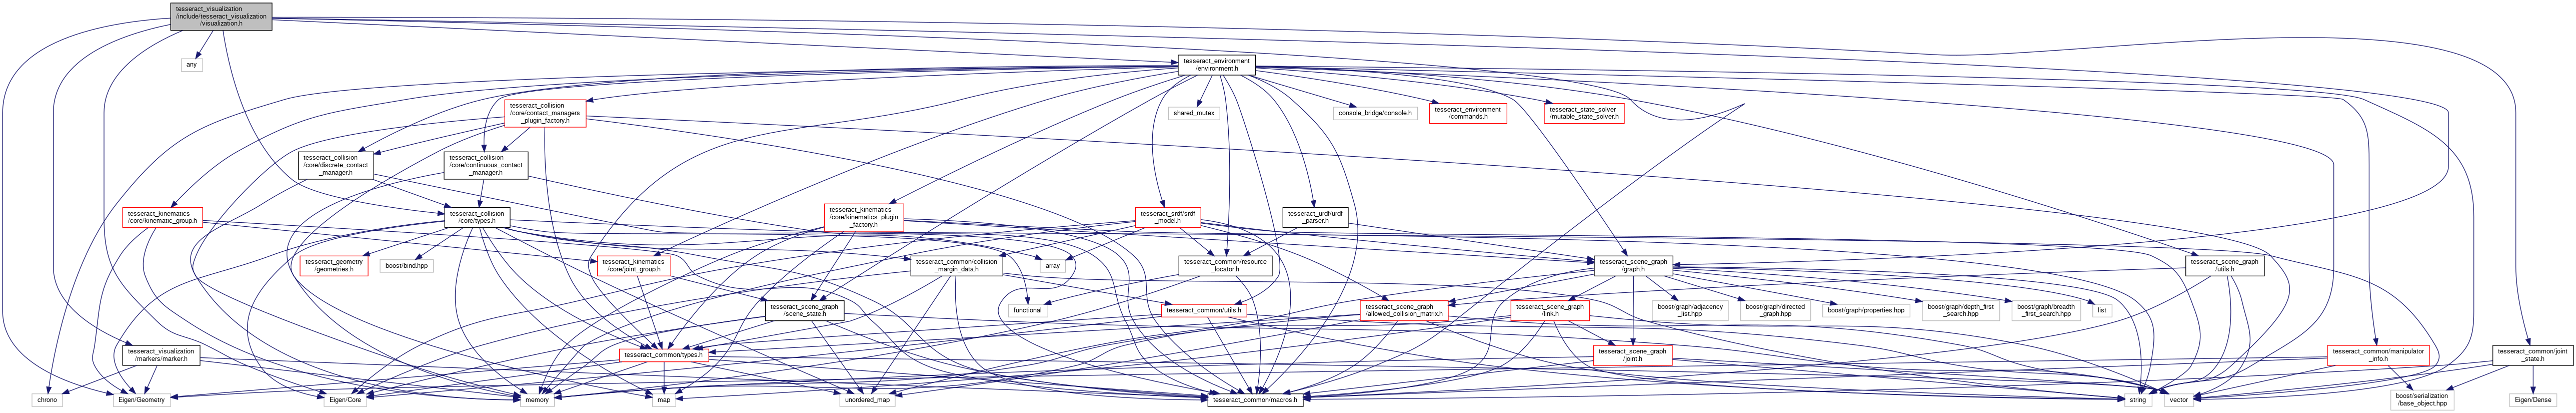 tesseract_visualization
/include/tesseract_visualization
/visualization.h
any
tesseract_environment
/environment.h
tesseract_collision
/core/contact_managers
_plugin_factory.h
shared_mutex
console_bridge/console.h
tesseract_environment
/commands.h
tesseract_state_solver
/mutable_state_solver.h
tesseract_collision
/core/discrete_contact
_manager.h
tesseract_collision
/core/continuous_contact
_manager.h
tesseract_kinematics
/core/kinematic_group.h
tesseract_collision
/core/types.h
tesseract_kinematics
/core/kinematics_plugin
_factory.h
tesseract_srdf/srdf
_model.h
tesseract_urdf/urdf
_parser.h
tesseract_geometry
/geometries.h
boost/bind.hpp
tesseract_kinematics
/core/joint_group.h
tesseract_common/collision
_margin_data.h
array
tesseract_common/resource
_locator.h
tesseract_scene_graph
/graph.h
tesseract_scene_graph
/utils.h
tesseract_scene_graph
/scene_state.h
functional
tesseract_common/utils.h
tesseract_scene_graph
/allowed_collision_matrix.h
tesseract_scene_graph
/link.h
boost/graph/adjacency
_list.hpp
boost/graph/directed
_graph.hpp
boost/graph/properties.hpp
boost/graph/depth_first
_search.hpp
boost/graph/breadth
_first_search.hpp
list
tesseract_visualization
/markers/marker.h
tesseract_common/types.h
tesseract_scene_graph
/joint.h
tesseract_common/manipulator
_info.h
tesseract_common/joint
_state.h
chrono
Eigen/Geometry
Eigen/Core
memory
map
unordered_map
tesseract_common/macros.h
string
vector
boost/serialization
/base_object.hpp
Eigen/Dense